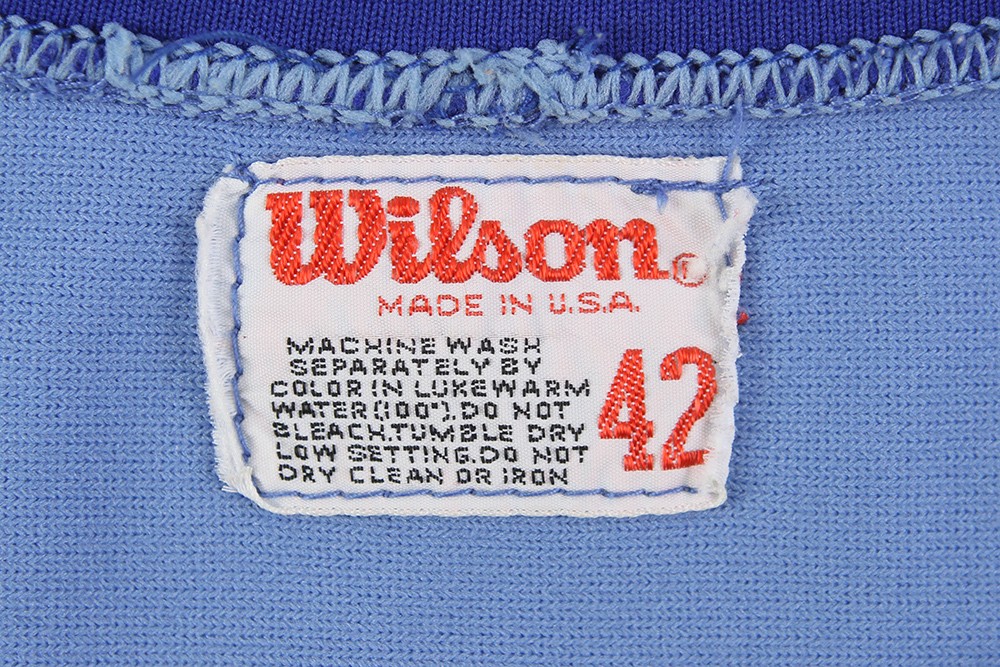 Wilson®
MADE IN U.S.A.
MACHINE WASH
SEPARATELY BY
COLOR IN LUKEWARM
WATER(100°).DO NOT
BLEACH.TUMBLE DRY
LOW SETTING.DO NOT
DRY CLEAN OR IRON
42